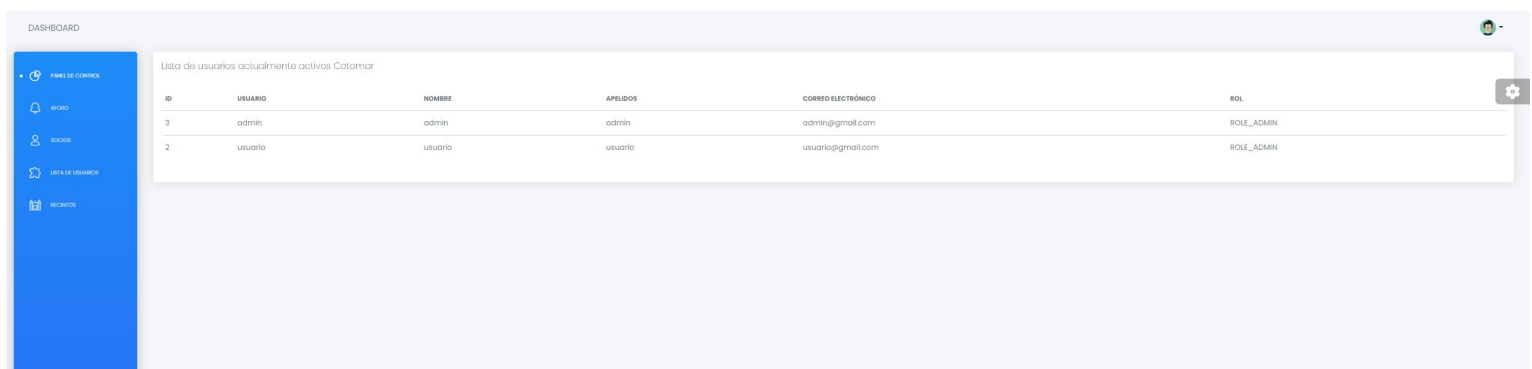 DASHBOARD
PANEL DE CONTROL
AFORO
SOCIOS
LISTA DE USUARIOS
RECINTOS
Lista de usuarios actualmente activos Cotomar
ID USUARIO NOMBRE APELIDOS CORREO ELECTRÓNICO ROL
3 admin admin admin admin@gmail.com ROLE_ADMIN
2 usuario usuario usuario usuario@gmail.com ROLE_ADMIN